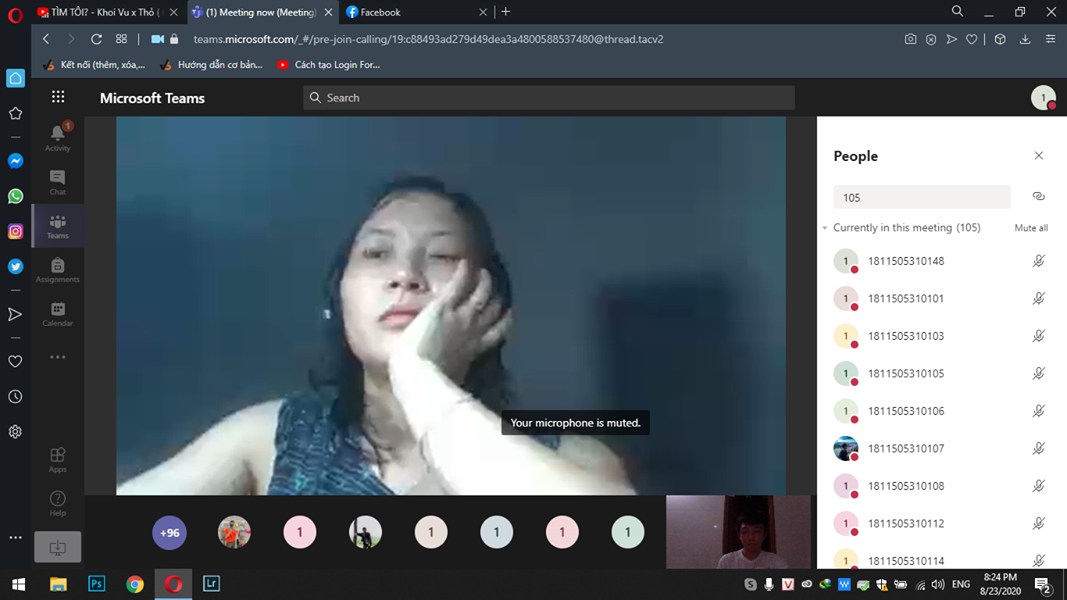 TÌM TÔI? - Khoi Vu x Thỏ (
(1) Meeting now (Meeting)
Facebook
teams.microsoft.com/_#/pre-join-calling/19:c88493ad279d49dea3a4800588537480@thread.tacv2
Kết nối (thêm, xóa,...
Hướng dẫn cơ bản...
Cách tạo Login For...
Microsoft Teams
Search
1
Activity
1
Chat
Teams
Assignments
Calendar
Apps
Help
Your microphone is muted.
+96
1
1
1
1
1
People
105
Currently in this meeting (105)
Mute all
1 1811505310148
1 1811505310101
1 1811505310103
1 1811505310105
1 1811505310106
1811505310107
1 1811505310108
1 1811505310112
1 1811505310114
Ps
Lr
S
V
W
ENG
8:24 PM
8/23/2020
2